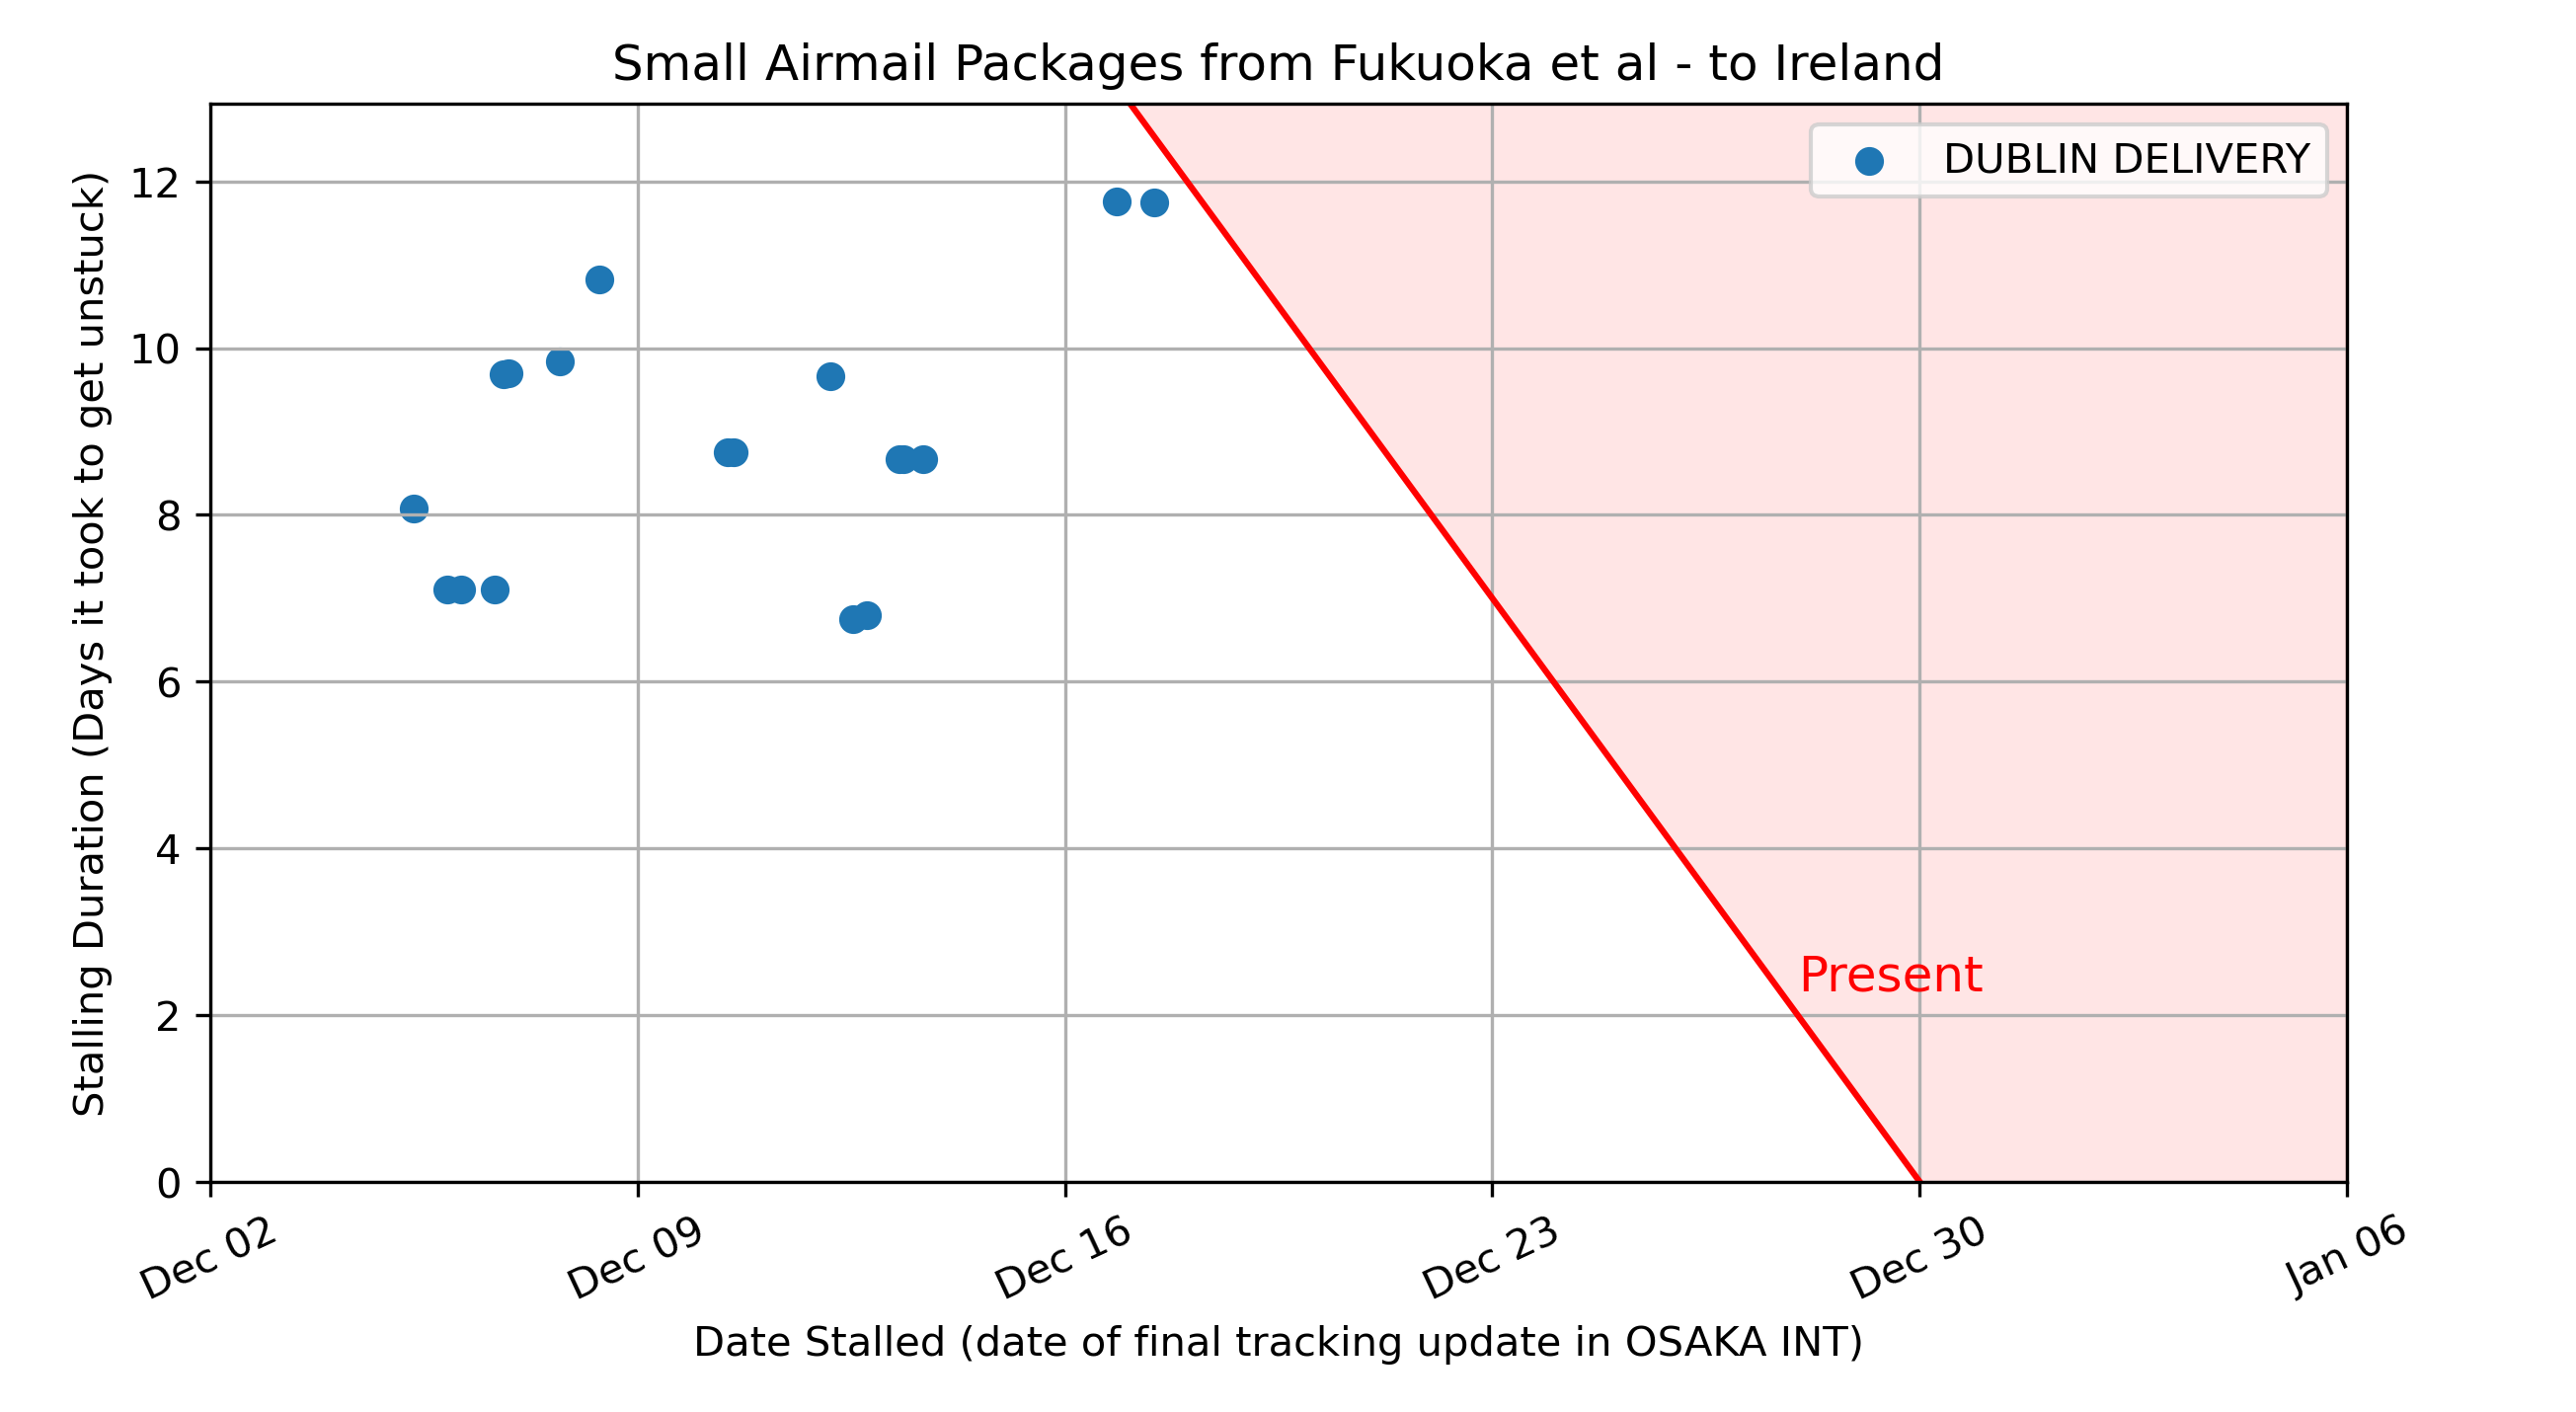 Small Airmail Packages from Fukuoka et al - to Ireland
DUBLIN DELIVERY
Stalling Duration (Days it took to get unstuck)
12
10
8
6
4
2
0
Present
Dec 02
Dec 09
Dec 16
Dec 23
Dec 30
Jan 06
Date Stalled (date of final tracking update in OSAKA INT)